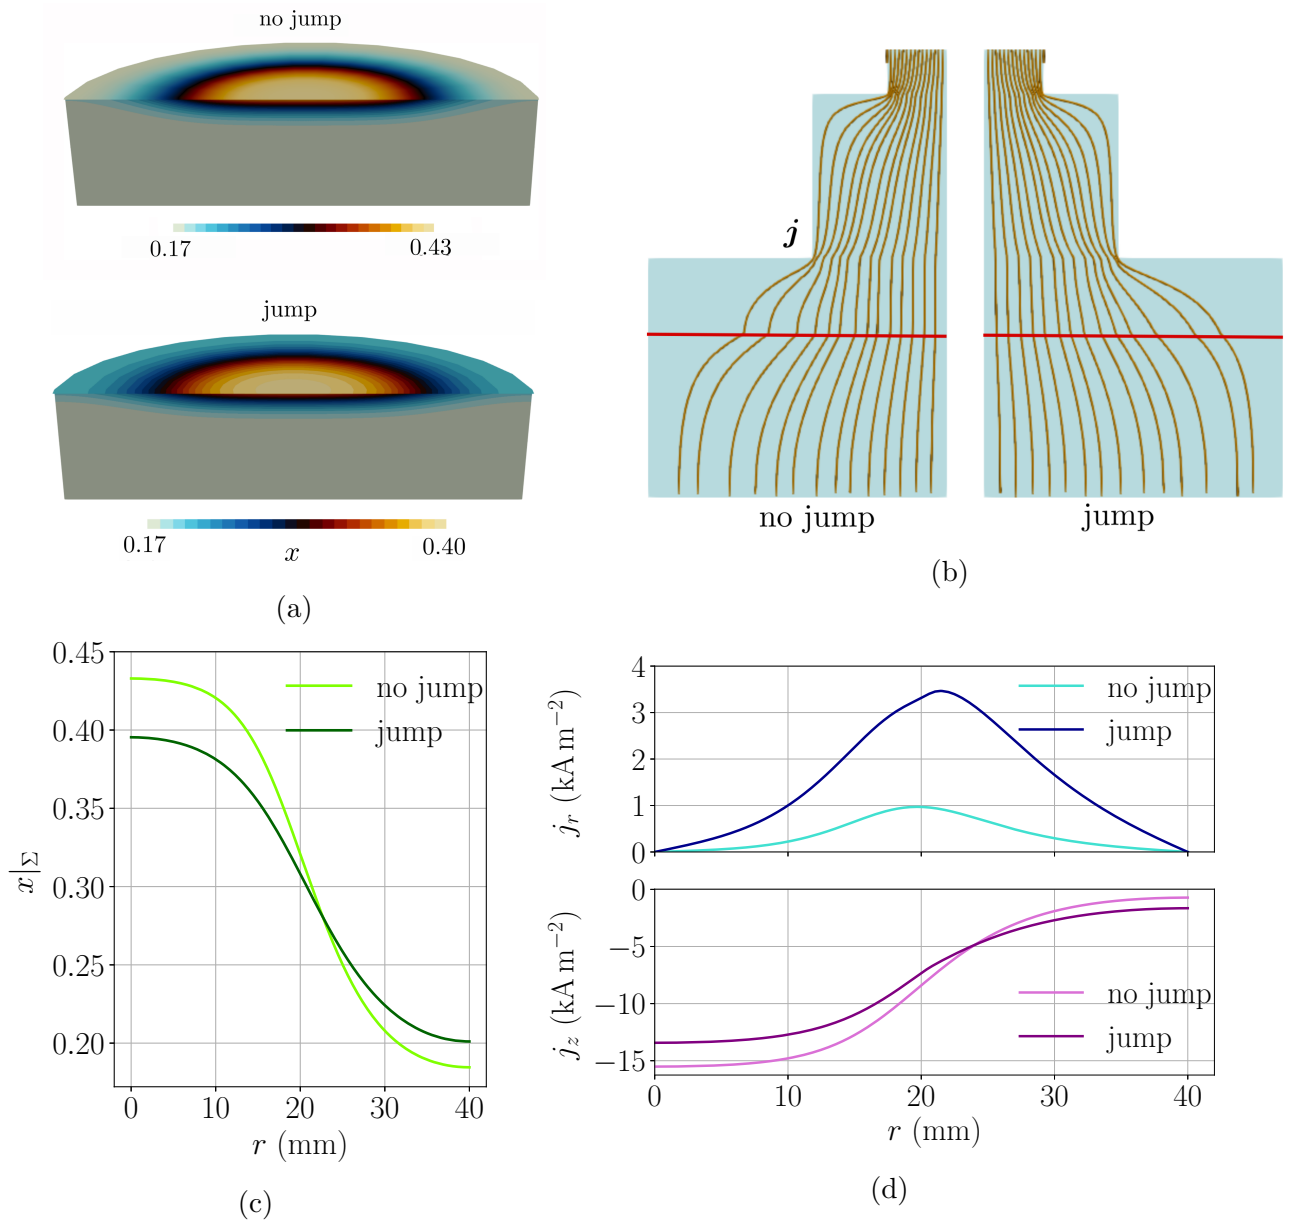 no jump
0.17 0.43
jump
0.17 0.40
x
(a)
j
no jump jump
(b)
0.45
0.40
0.35
0.30
0.25
0.20
x|Σ
no jump
jump
0 10 20 30 40
r (mm)
(c)
4
3
2
1
0
j_r (kA m⁻²)
no jump
jump
0
−5
−10
−15
j_z (kA m⁻²)
no jump
jump
0 10 20 30 40
r (mm)
(d)